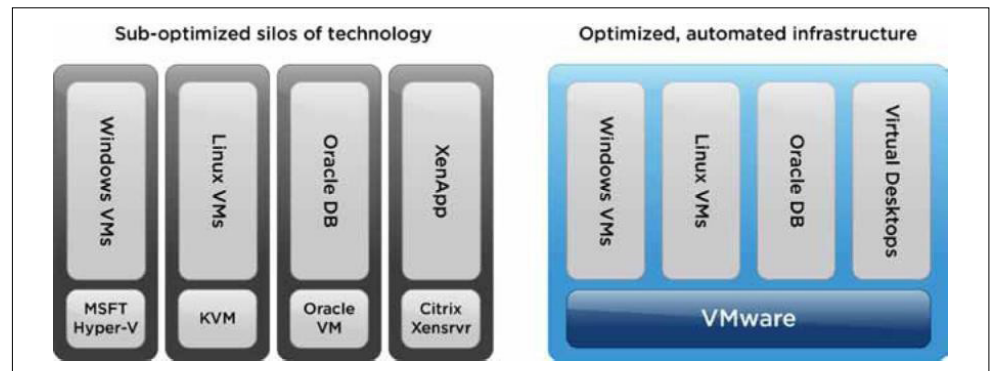 Sub-optimized silos of technology
Optimized, automated infrastructure
Windows VMs
Linux VMs
Oracle DB
XenApp
MSFT
Hyper-V
KVM
Oracle
VM
Citrix
Xensrvr
Windows VMs
Linux VMs
Oracle DB
Virtual Desktops
VMware